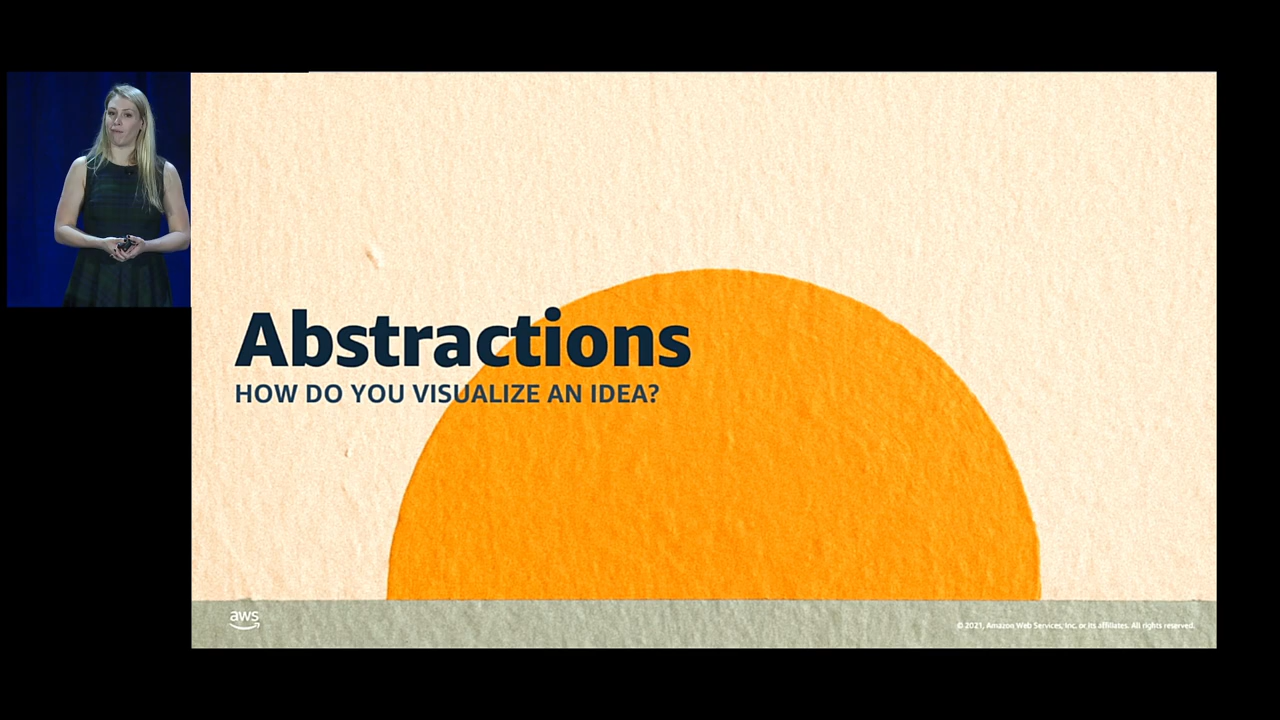 Abstractions
HOW DO YOU VISUALIZE AN IDEA?
aws
© 2021, Amazon Web Services, Inc. or its affiliates. All rights reserved.